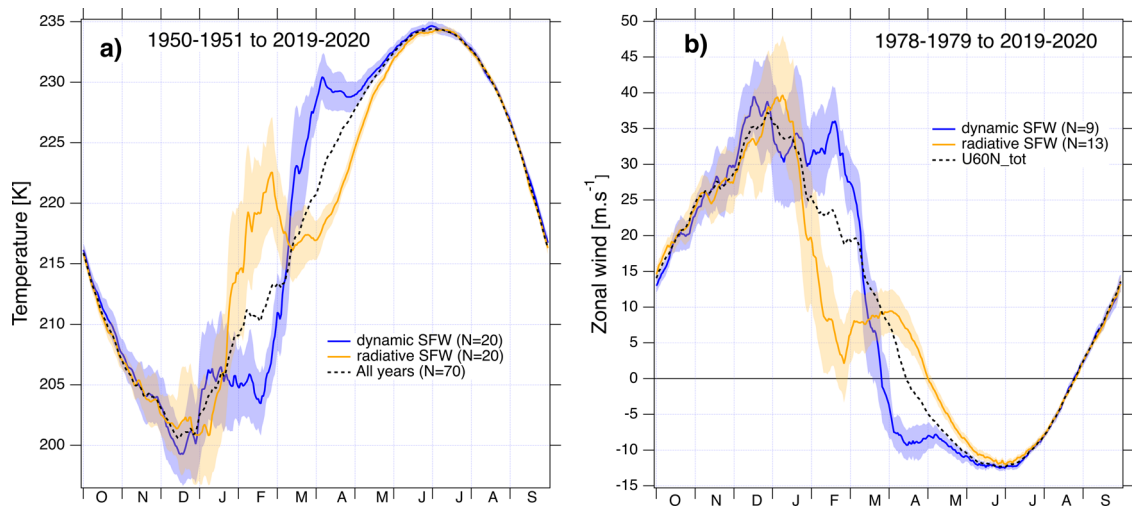 a)
1950-1951 to 2019-2020
Temperature [K]
235
230
225
220
215
210
205
200
dynamic SFW (N=20)
radiative SFW (N=20)
All years (N=70)
O N D J F M A M J J A S
b)
1978-1979 to 2019-2020
Zonal wind [m.s⁻¹]
50
45
40
35
30
25
20
15
10
5
0
-5
-10
-15
dynamic SFW (N=9)
radiative SFW (N=13)
U60N_tot
O N D J F M A M J J A S